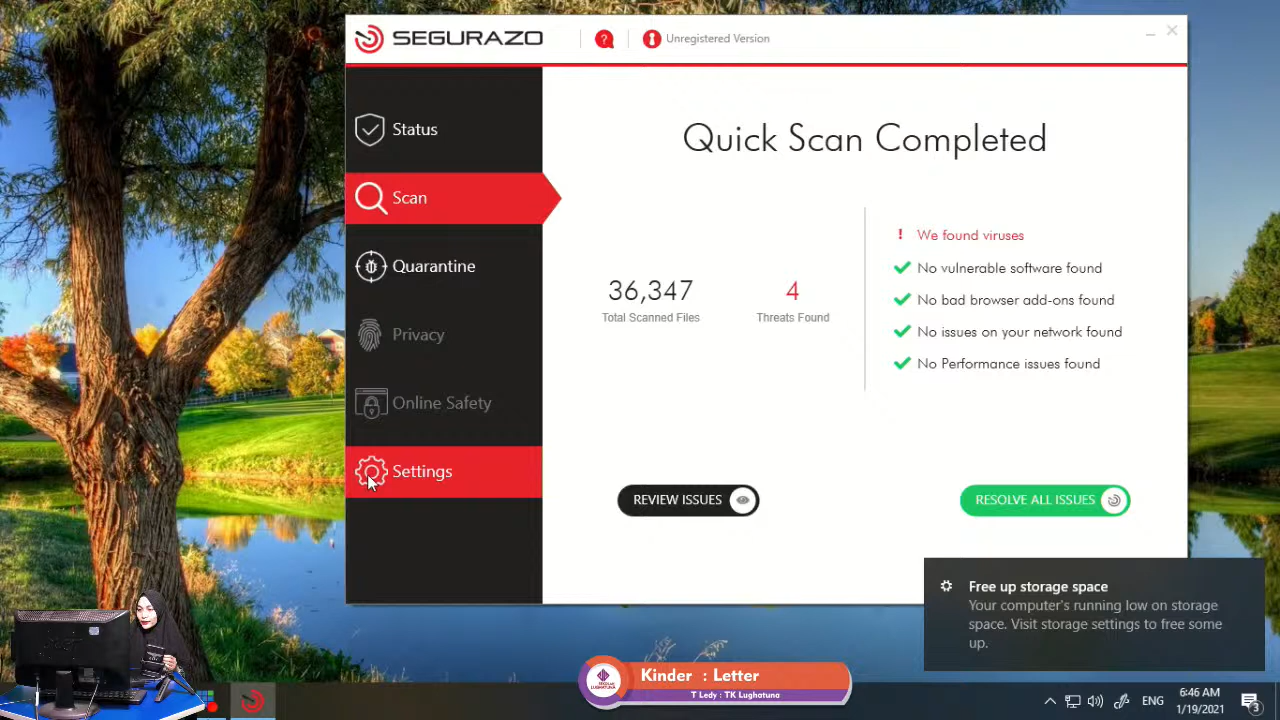 SEGURAZO
?
Unregistered Version
Status
Scan
Quarantine
Privacy
Online Safety
Settings
Quick Scan Completed
36,347
Total Scanned Files
4
Threats Found
! We found viruses
No vulnerable software found
No bad browser add-ons found
No issues on your network found
No Performance issues found
REVIEW ISSUES
RESOLVE ALL ISSUES
Free up storage space
Your computer's running low on storage
space. Visit storage settings to free some
up.
Kinder : Letter
T Ledy : TK Lughatuna
ENG
6:46 AM
1/19/2021
3